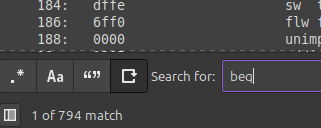 184: dffe sw
186: 6ff0 flw
188: 0000 unimp
.* Aa “” Search for: beq
1 of 794 match